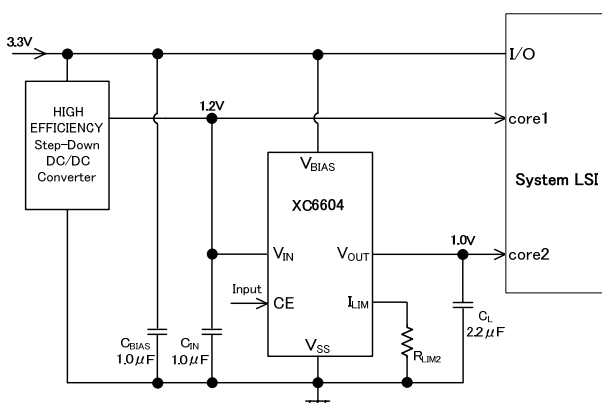 3.3V
I/O
HIGH
EFFICIENCY
Step-Down
DC/DC
Converter
1.2V
core1
System LSI
VBIAS
XC6604
VIN
VOUT
1.0V
core2
Input
CE
ILIM
CBIAS
1.0μF
CIN
1.0μF
VSS
RLIM2
CL
2.2μF